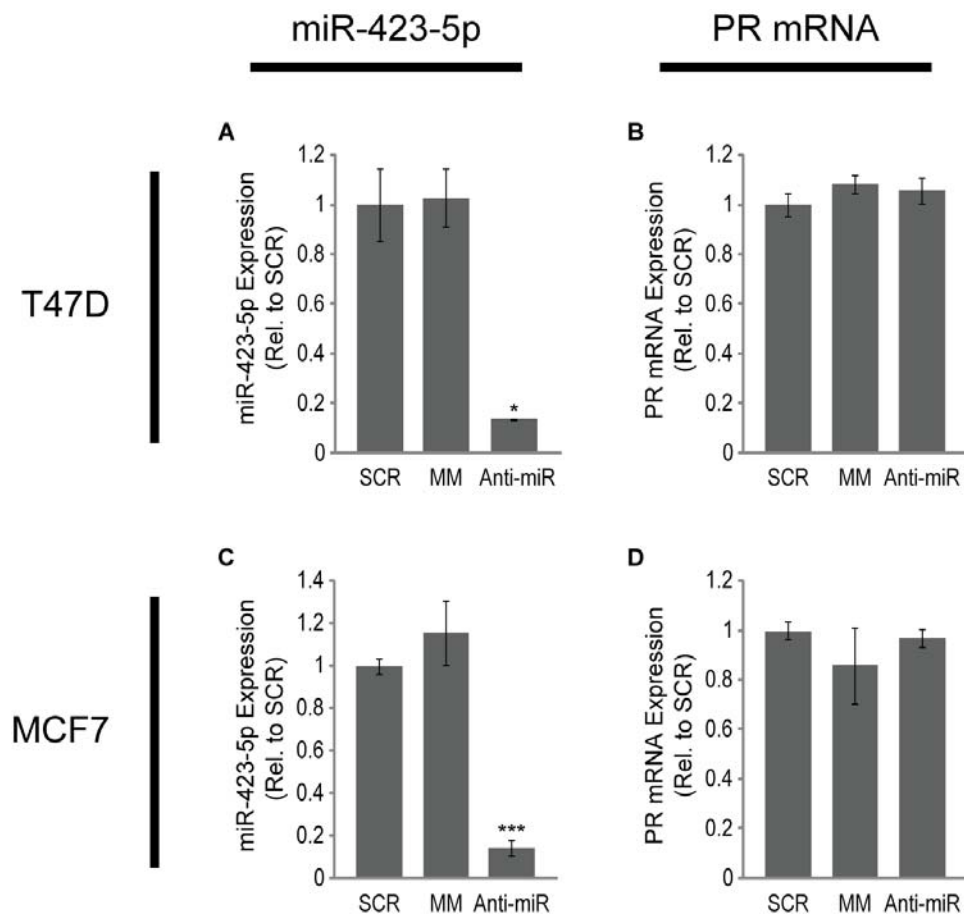 miR-423-5p
PR mRNA
T47D
A
miR-423-5p Expression
(Rel. to SCR)
1.2
1
0.8
0.6
0.4
0.2
0
*
SCR MM Anti-miR
B
PR mRNA Expression
(Rel. to SCR)
1.2
1
0.8
0.6
0.4
0.2
0
SCR MM Anti-miR
MCF7
C
miR-423-5p Expression
(Rel. to SCR)
1.4
1.2
1
0.8
0.6
0.4
0.2
0
***
SCR MM Anti-miR
D
PR mRNA Expression
(Rel. to SCR)
1.2
1
0.8
0.6
0.4
0.2
0
SCR MM Anti-miR